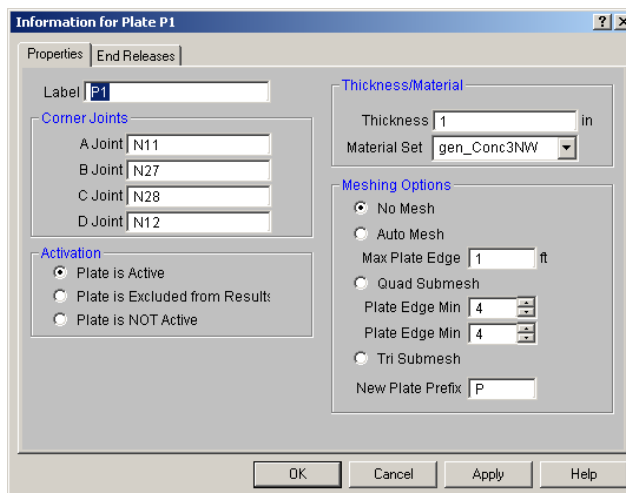 Information for Plate P1
Properties
End Releases
Label P1
Corner Joints
A Joint N11
B Joint N27
C Joint N28
D Joint N12
Activation
Plate is Active
Plate is Excluded from Results
Plate is NOT Active
Thickness/Material
Thickness 1 in
Material Set gen_Conc3NW
Meshing Options
No Mesh
Auto Mesh
Max Plate Edge 1 ft
Quad Submesh
Plate Edge Min 4
Plate Edge Min 4
Tri Submesh
New Plate Prefix P
OK
Cancel
Apply
Help